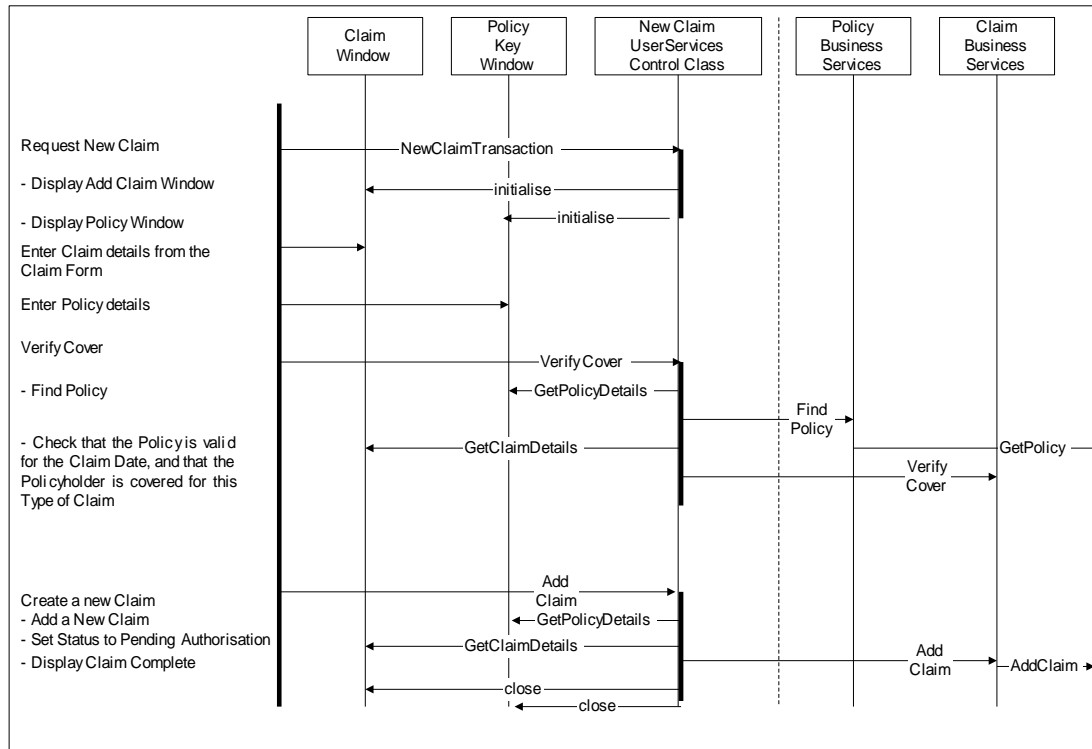 Claim
Window
Policy
Key
Window
New Claim
UserServices
Control Class
Policy
Business
Services
Claim
Business
Services
Request New Claim
NewClaimTransaction
- Display Add Claim Window
initialise
- Display Policy Window
initialise
Enter Claim details from the
Claim Form
Enter Policy details
Verify Cover
Verify Cover
- Find Policy
GetPolicyDetails
Find
Policy
- Check that the Policy is valid
for the Claim Date, and that the
Policyholder is covered for this
Type of Claim
GetClaimDetails
GetPolicy
Verify
Cover
Add
Claim
Create a new Claim
- Add a New Claim
GetPolicyDetails
- Set Status to Pending Authorisation
GetClaimDetails
- Display Claim Complete
Add
Claim
AddClaim
close
close